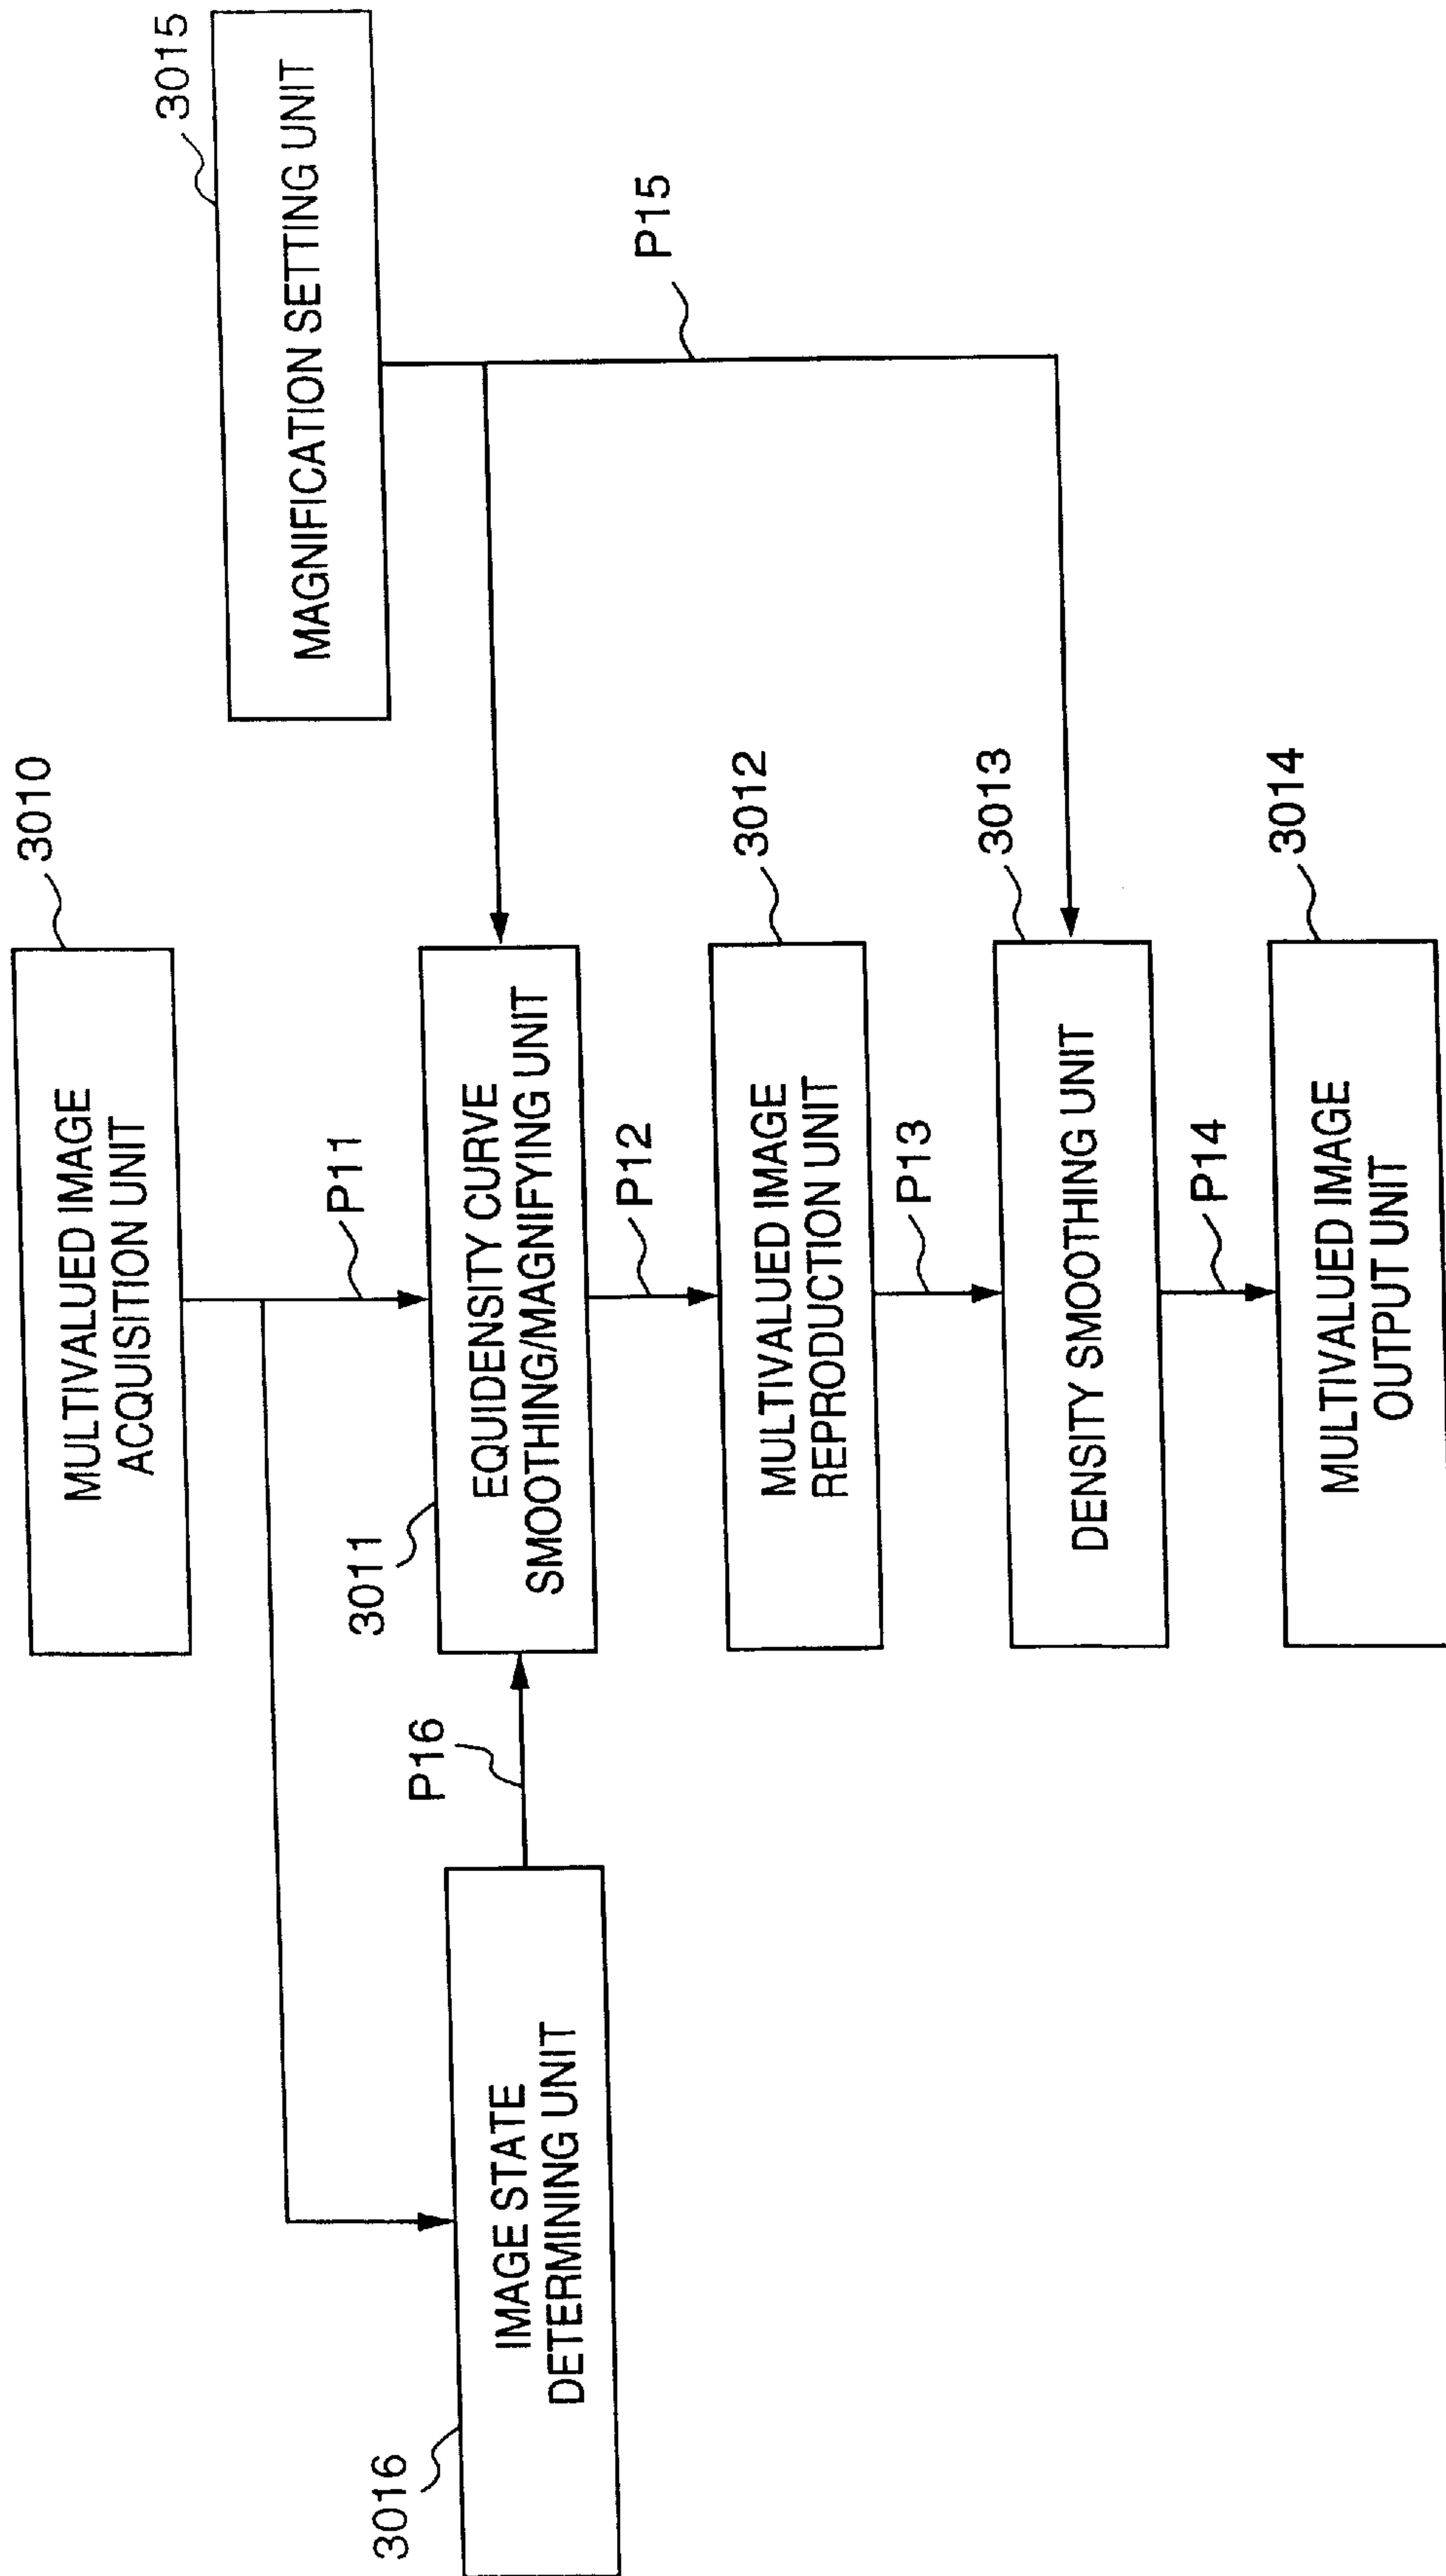 3010
MULTIVALUED IMAGE
ACQUISITION UNIT
3015
MAGNIFICATION SETTING UNIT
P11
P15
3011
EQUIDENSITY CURVE
SMOOTHING/MAGNIFYING UNIT
P16
3016
IMAGE STATE
DETERMINING UNIT
P12
3012
MULTIVALUED IMAGE
REPRODUCTION UNIT
P13
3013
DENSITY SMOOTHING UNIT
P14
3014
MULTIVALUED IMAGE
OUTPUT UNIT